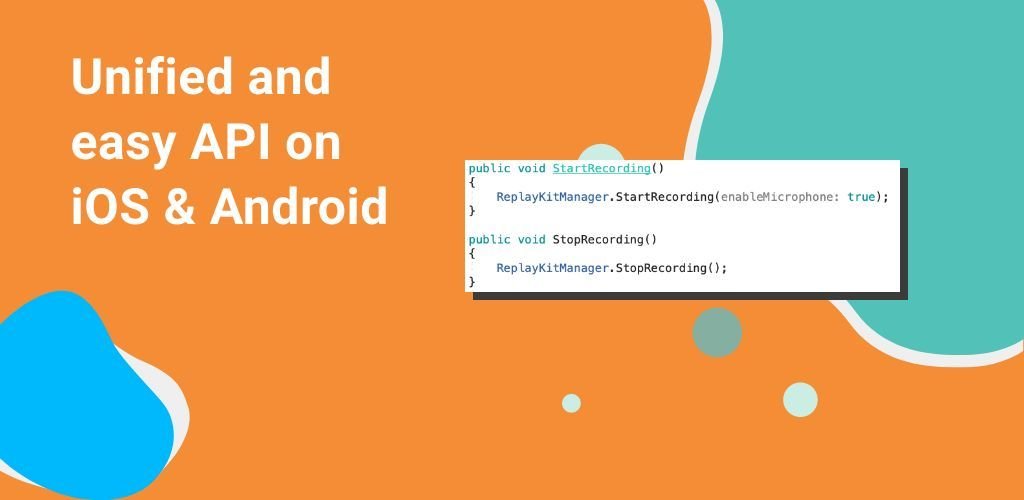 Unified and
easy API on
iOS & Android
public void StartRecording()
{
    ReplayKitManager.StartRecording(enableMicrophone: true);
}
public void StopRecording()
{
    ReplayKitManager.StopRecording();
}